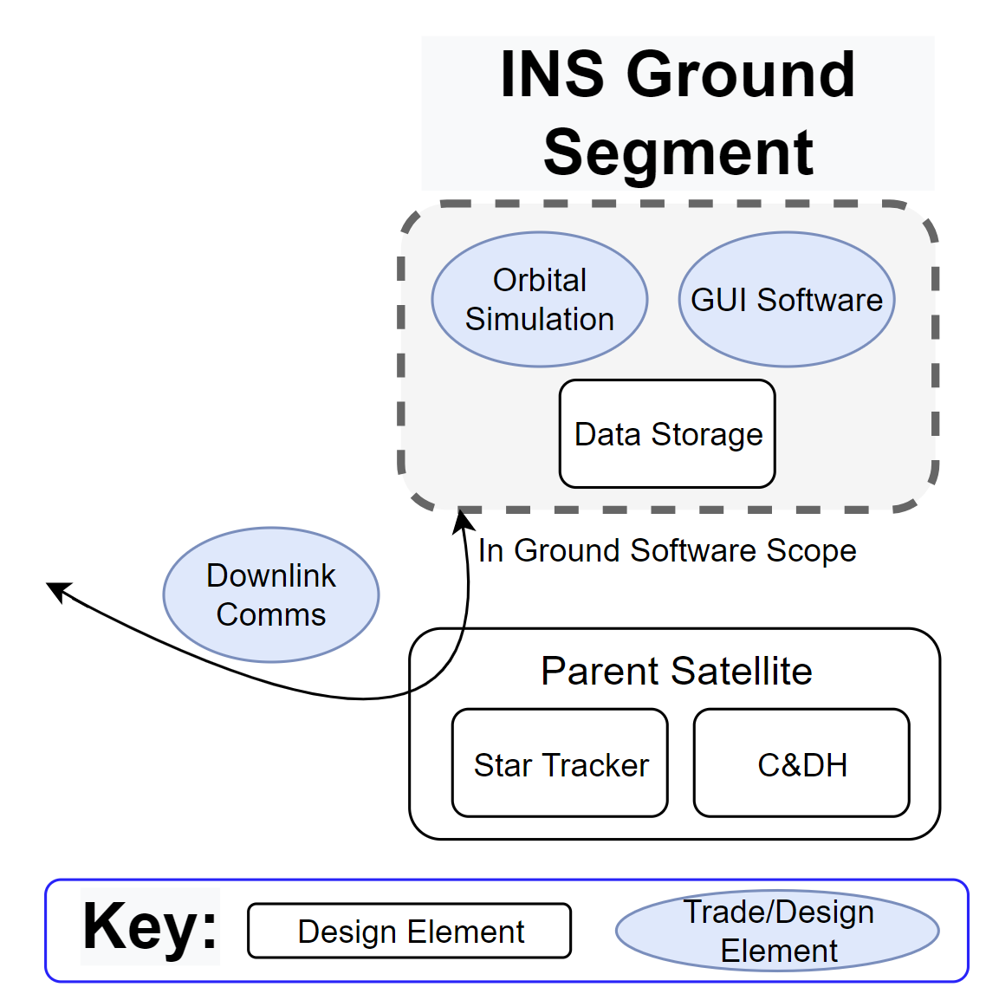 INS Ground
Segment
Orbital
Simulation
GUI Software
Data Storage
In Ground Software Scope
Downlink
Comms
Parent Satellite
Star Tracker
C&DH
Key:
Design Element
Trade/Design
Element